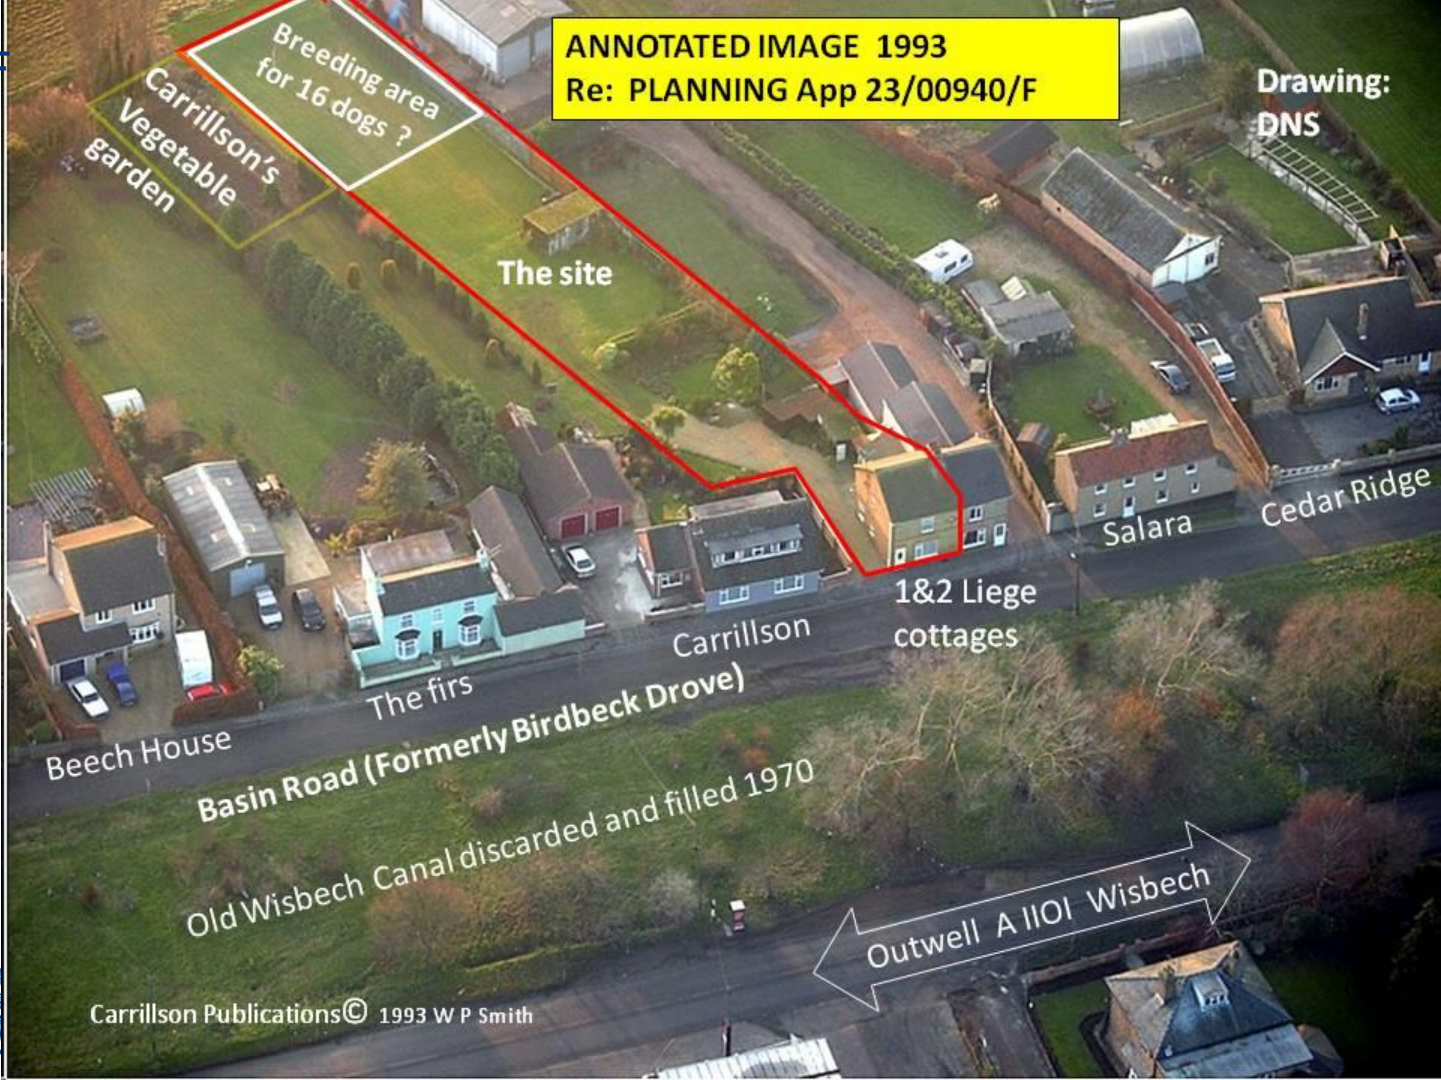 ANNOTATED IMAGE 1993
Re: PLANNING App 23/00940/F
Drawing:
DNS
Breeding area
for 16 dogs ?
Carrillson's
Vegetable
garden
The site
Cedar Ridge
Salara
1&2 Liege
cottages
Carrillson
The firs
Beech House
Basin Road (Formerly Birdbeck Drove)
Old Wisbech Canal discarded and filled 1970
Outwell A IIOI Wisbech
Carrillson Publications© 1993 W P Smith